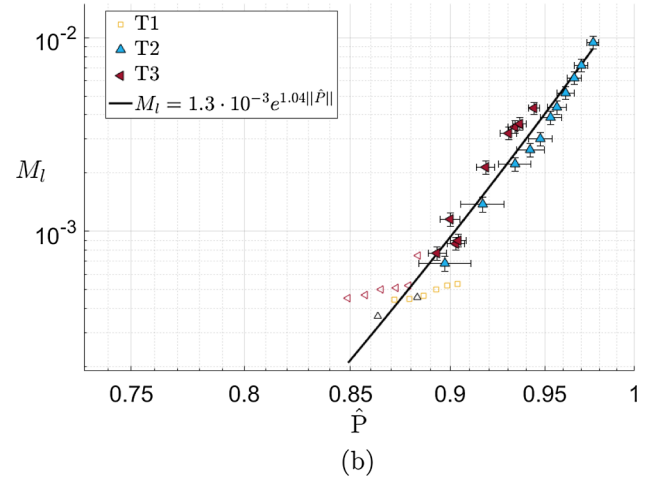 T1
T2
T3
M_l = 1.3 · 10^{-3}e^{1.04||P̂||}
10^{-2}
M_l
10^{-3}
0.75 0.8 0.85 0.9 0.95 1
P̂
(b)